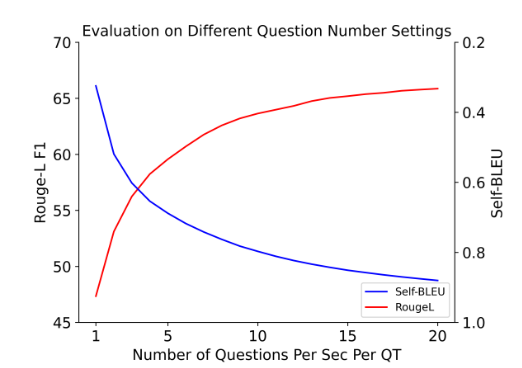 Evaluation on Different Question Number Settings
70
65
60
55
50
45
Rouge-L F1
0.2
0.4
0.6
0.8
1.0
Self-BLEU
Self-BLEU
RougeL
1
5
10
15
20
Number of Questions Per Sec Per QT